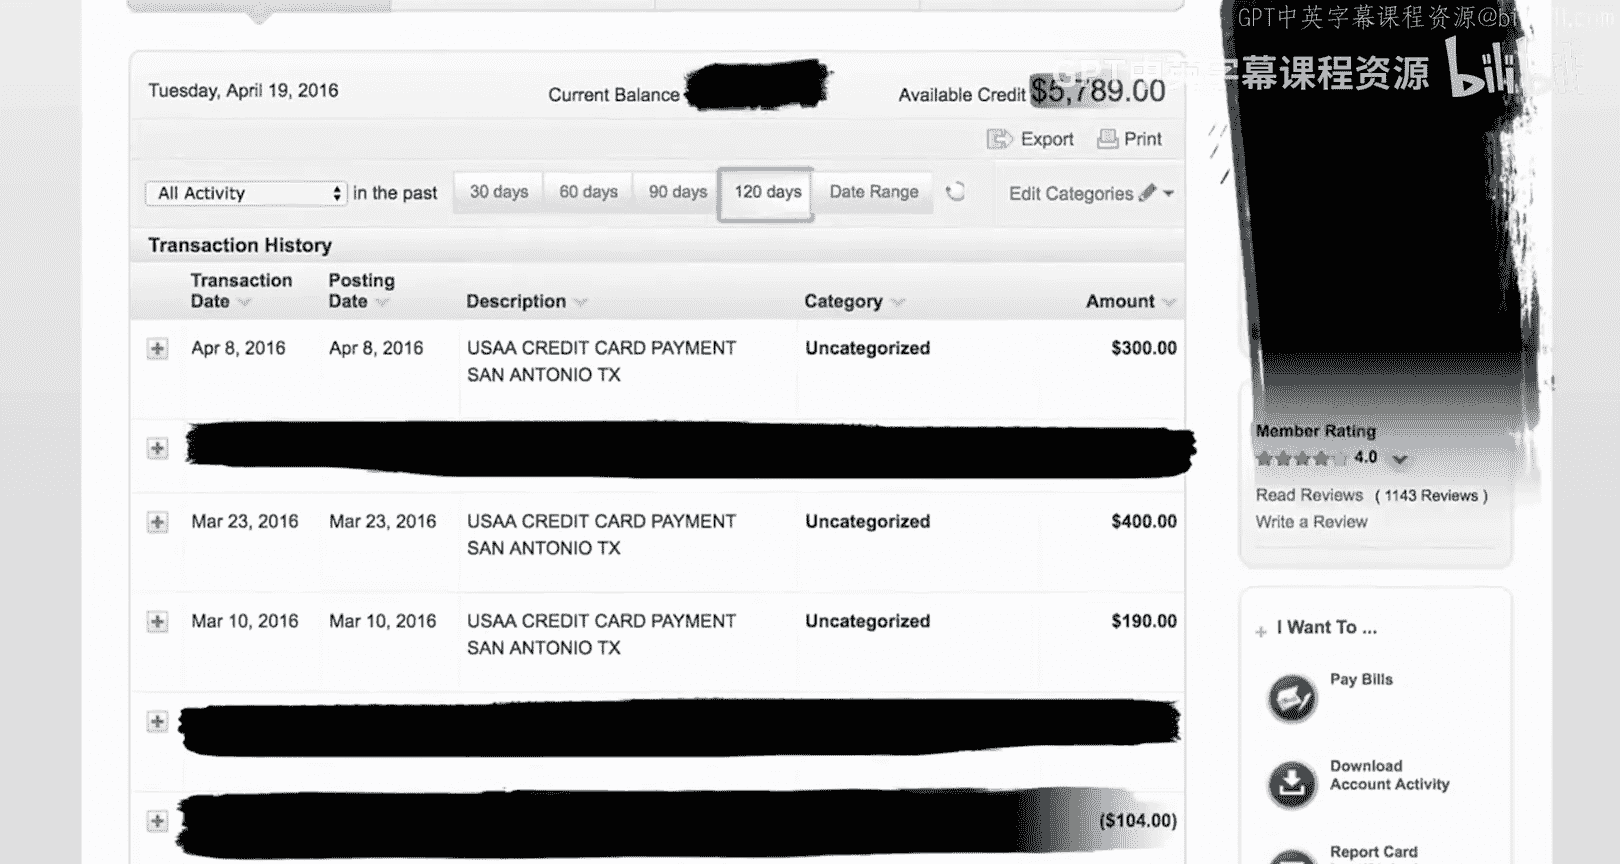 GPT中英字幕课程资源@bilibili.com
GPT中英字幕课程资源 bilibili
Tuesday, April 19, 2016
Current Balance
Available Credit $5,789.00
Export Print
All Activity in the past 30 days 60 days 90 days 120 days Date Range Edit Categories
Transaction History
Transaction Date Posting Date Description Category Amount
Apr 8, 2016 Apr 8, 2016 USAA CREDIT CARD PAYMENT Uncategorized $300.00
SAN ANTONIO TX
Mar 23, 2016 Mar 23, 2016 USAA CREDIT CARD PAYMENT Uncategorized $400.00
SAN ANTONIO TX
Mar 10, 2016 Mar 10, 2016 USAA CREDIT CARD PAYMENT Uncategorized $190.00
SAN ANTONIO TX
($104.00)
Member Rating
4.0
Read Reviews ( 1143 Reviews )
Write a Review
I Want To ...
Pay Bills
Download
Account Activity
Report Card